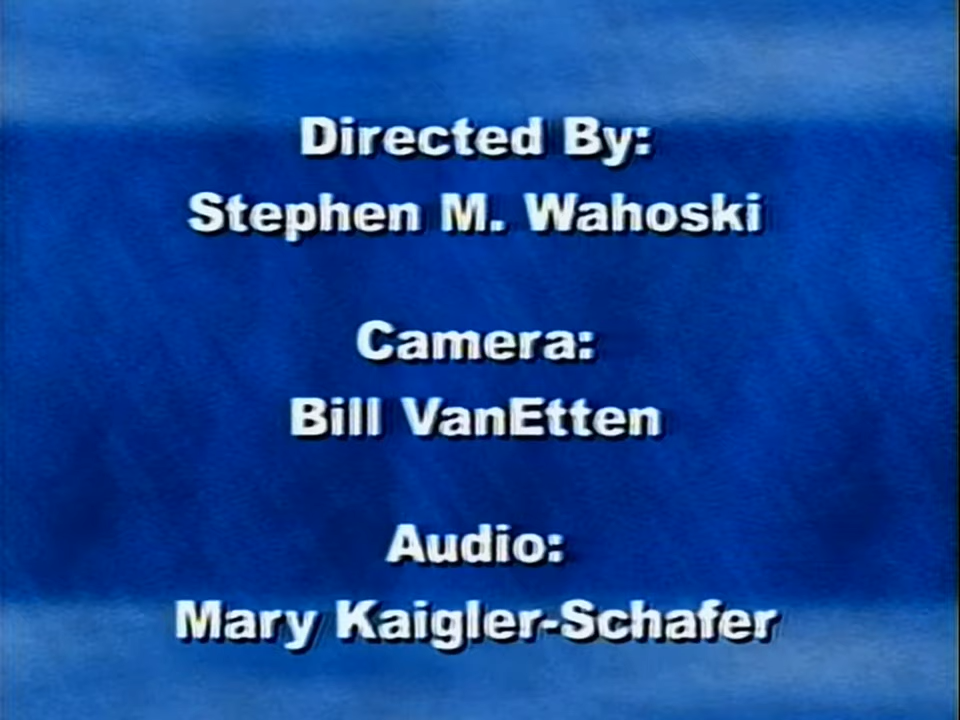 Directed By:
Stephen M. Wahoski
Camera:
Bill VanEtten
Audio:
Mary Kaigler-Schafer